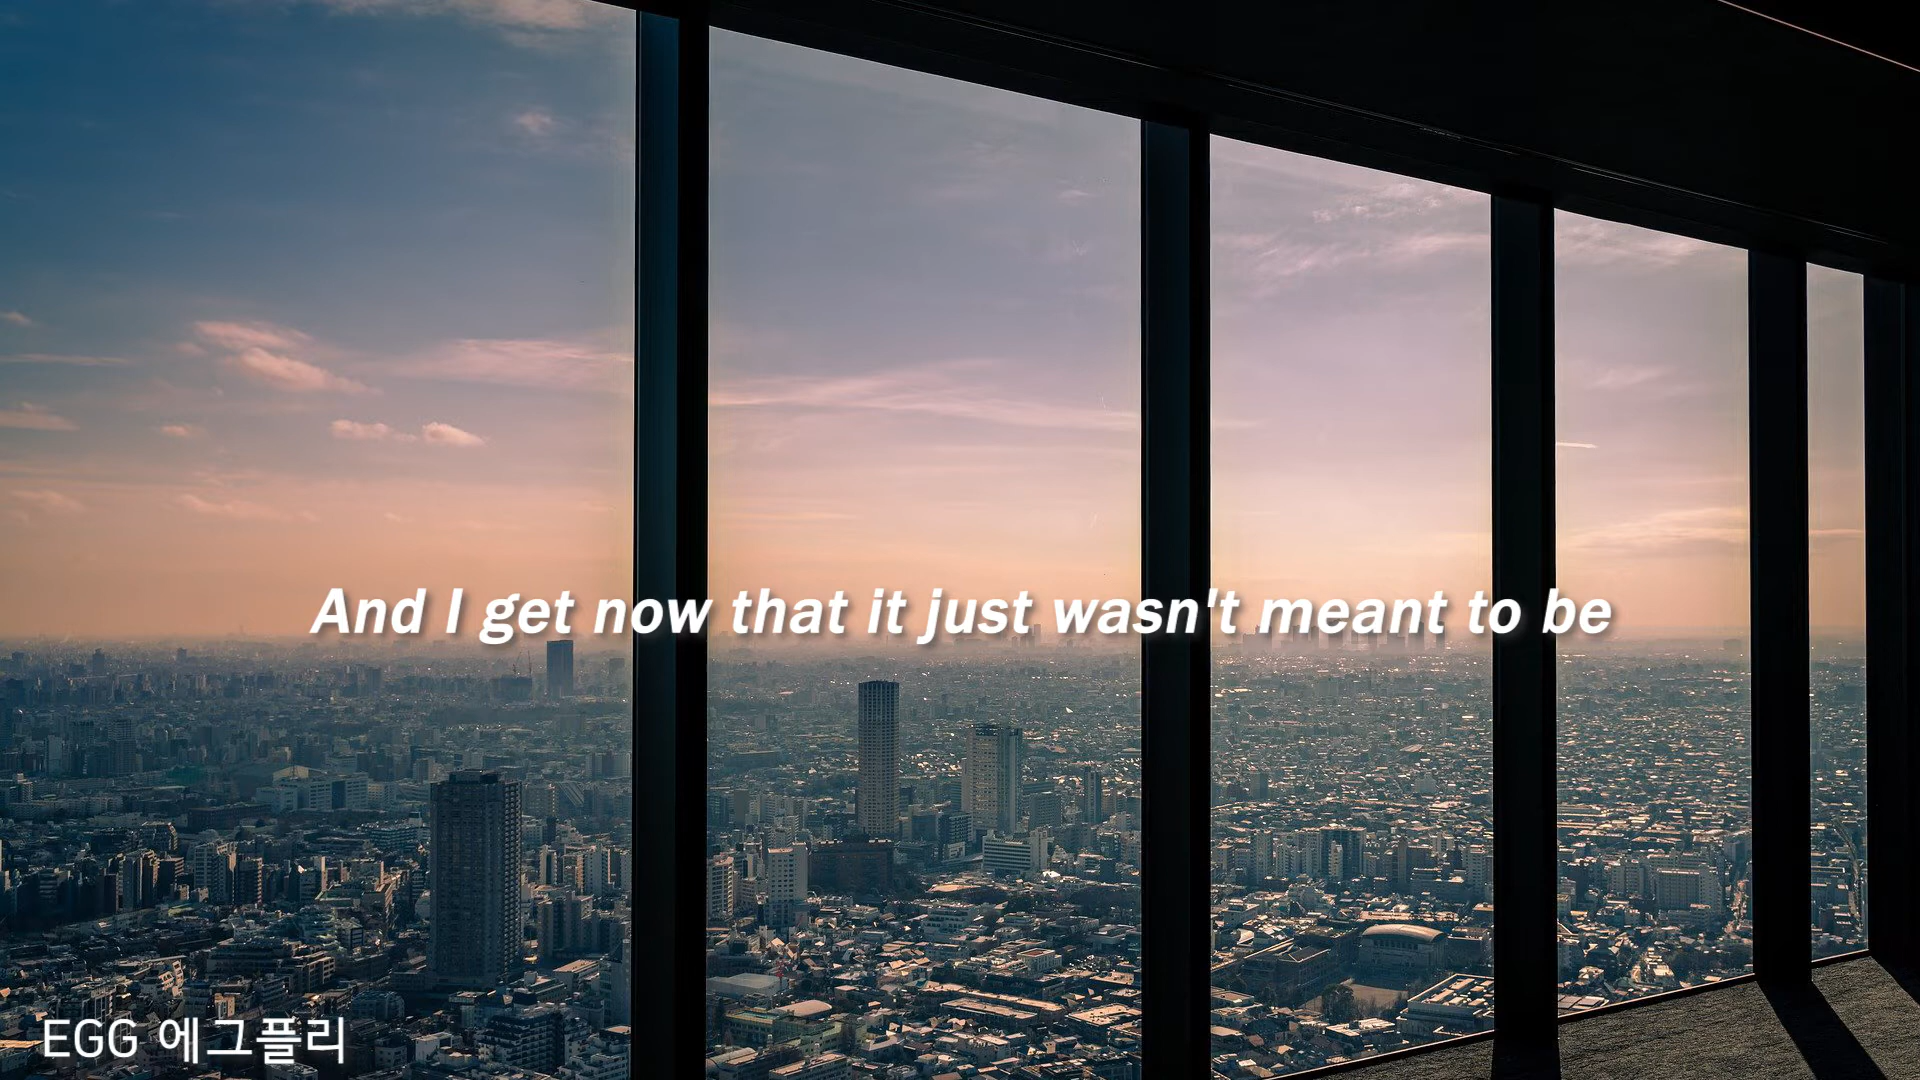 And I get now that it just wasn't meant to be
EGG 에그플리